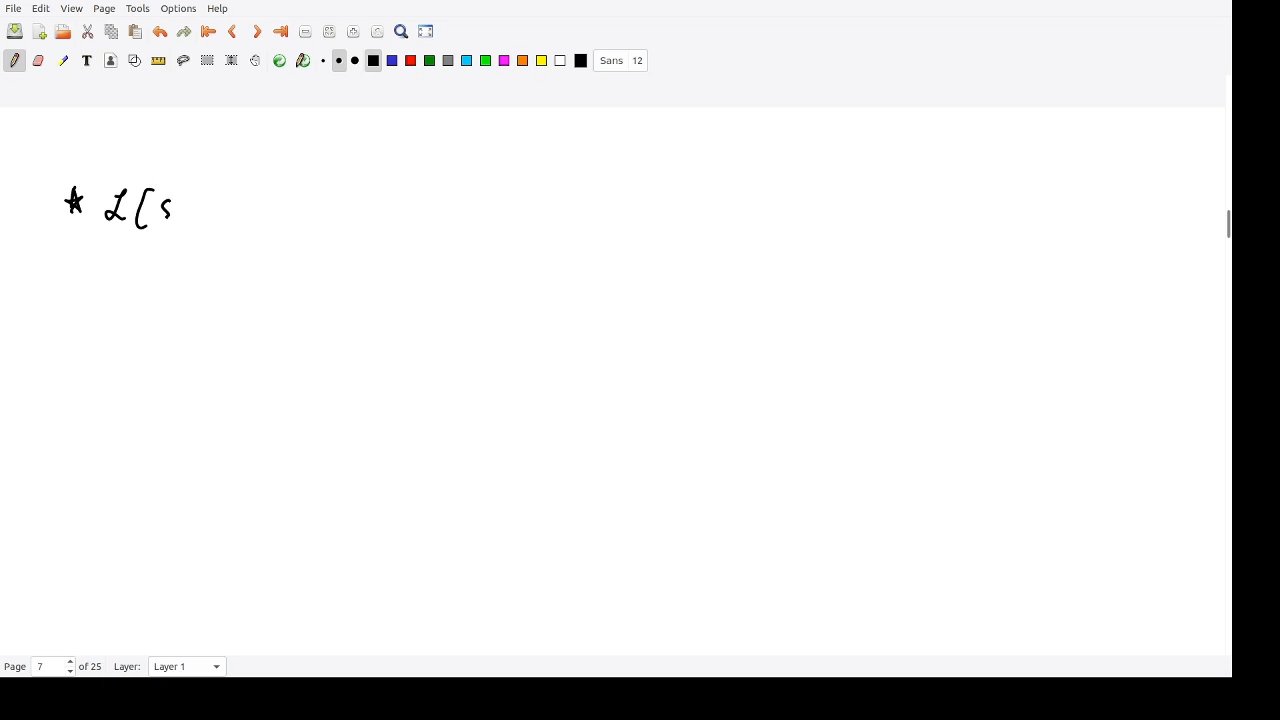 File Edit View Page Tools Options Help
T Sans 12
* ℒ[s
Page 7 of 25 Layer: Layer 1